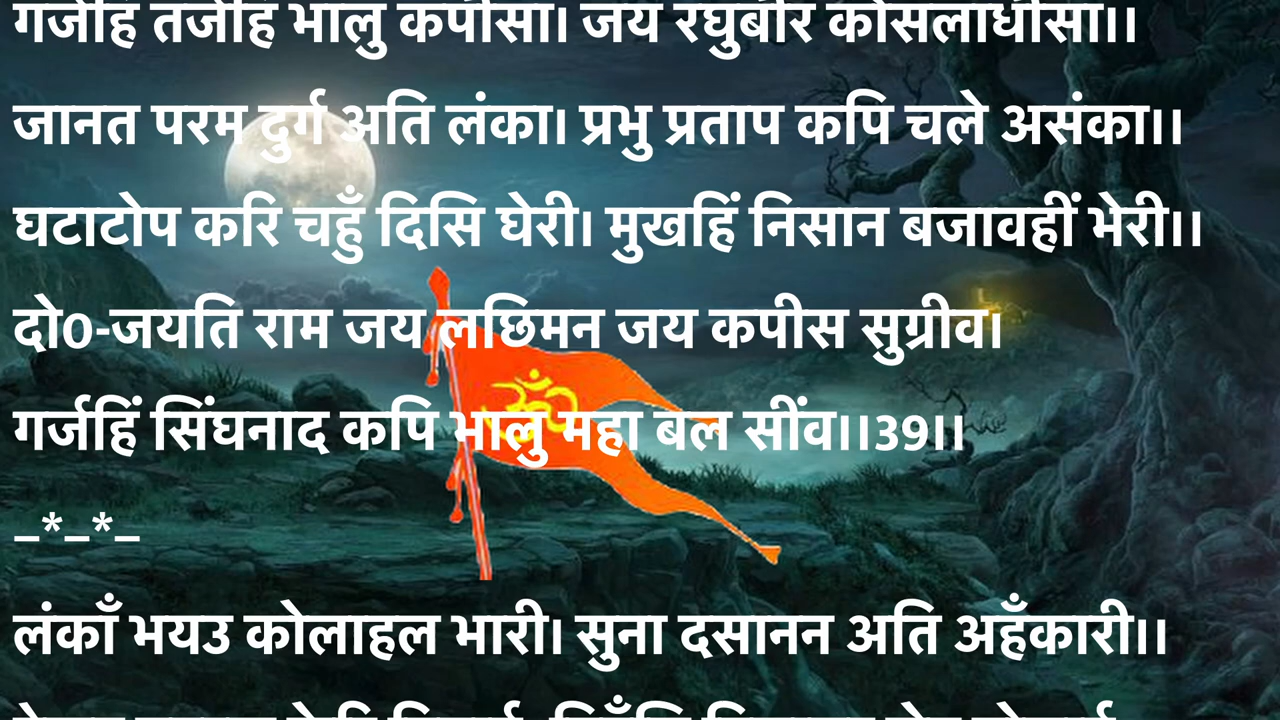 गर्जहिं तर्जहिं भालु कपीसा। जय रघुबीर कोसलाधीसा।।
जानत परम दुर्ग अति लंका। प्रभु प्रताप कपि चले असंका।।
घटाटोप करि चहुँ दिसि घेरी। मुखहिं निसान बजावहीं भेरी।।
दो0-जयति राम जय लछिमन जय कपीस सुग्रीव।
गर्जहिं सिंघनाद कपि भालु महा बल सींव।।39।।
_*_*_
लंकाँ भयउ कोलाहल भारी। सुना दसानन अति अहँकारी।।